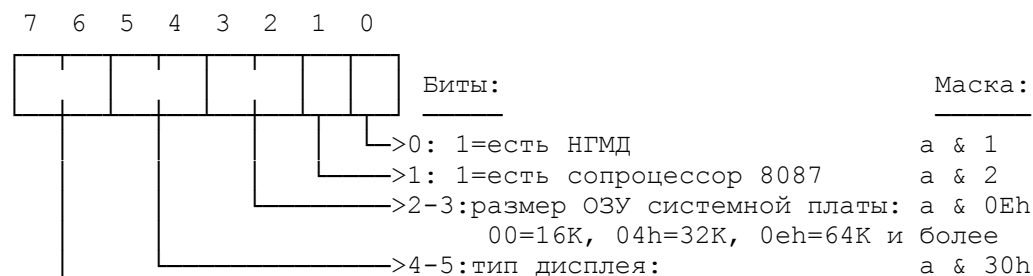 7 6 5 4 3 2 1 0
Биты: Маска:
>0: 1=есть НГМД a & 1
>1: 1=есть сопроцессор 8087 a & 2
>2-3:размер ОЗУ системной платы: a & 0Eh
00=16K, 04h=32K, 0eh=64K и более
>4-5:тип дисплея: a & 30h